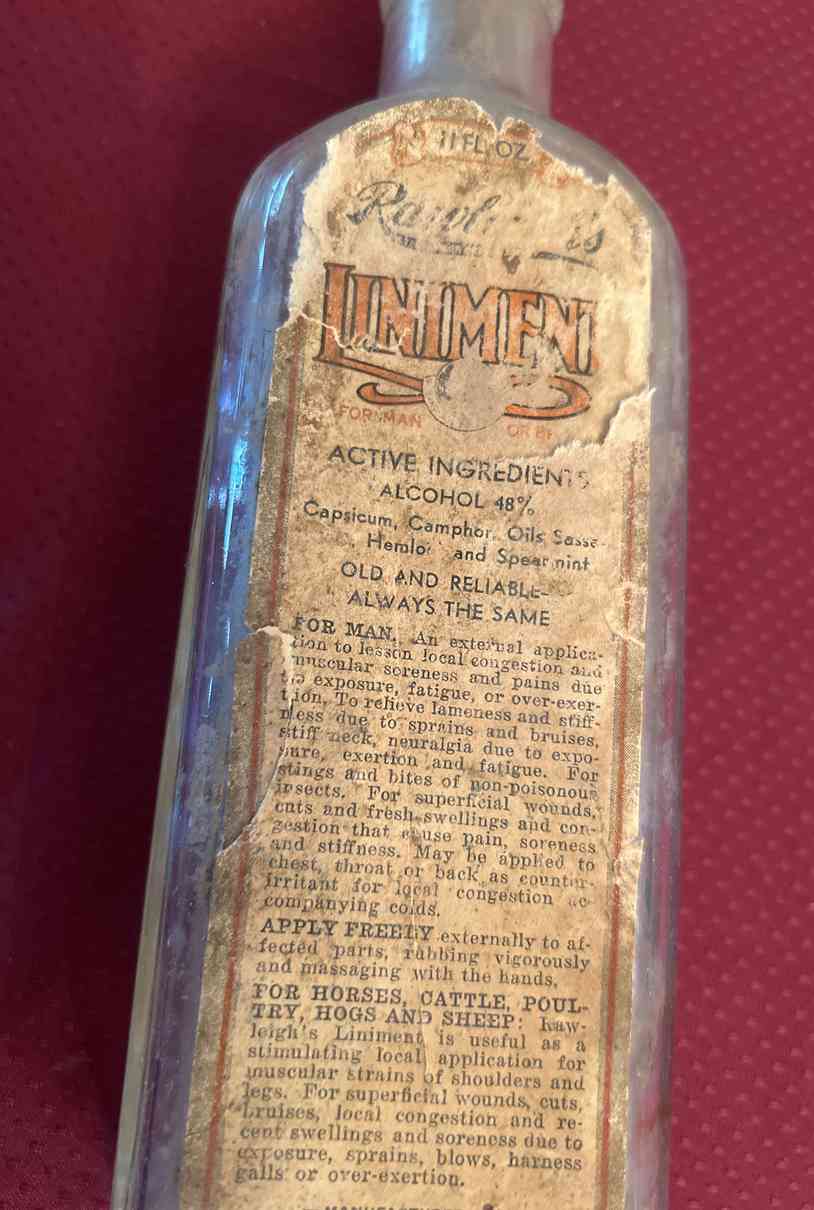 11 FL. OZ.
LINIMENT
FOR MAN OR
ACTIVE INGREDIENTS
ALCOHOL 48%
Capsicum, Camphor, Oils
and Spearmint
OLD AND RELIABLE-
ALWAYS THE SAME
FOR MAN. An external applica-
tion to lesson local congestion and
muscular soreness and pains due
to exposure, fatigue, or over-exer-
tion. To relieve lameness and stiff-
ness due to sprains and bruises,
stiff neck, neuralgia due to expo-
sure, exertion and fatigue. For
stings and bites of non-poisonous
insects. For superficial wounds,
cuts and fresh swellings and con-
gestion that cause pain, soreness
and stiffness. May be applied to
chest, throat or back as counter-
irritant for local congestion ac-
companying colds.
APPLY FREELY externally to af-
fected parts, rubbing vigorously
and massaging with the hands.
FOR HORSES, CATTLE, POUL-
TRY, HOGS AND SHEEP: Raw-
leigh's Liniment is useful as a
stimulating local application for
muscular strains of shoulders and
legs. For superficial wounds, cuts,
bruises, local congestion and re-
cent swellings and soreness due to
exposure, sprains, blows, harness
galls or over-exertion.